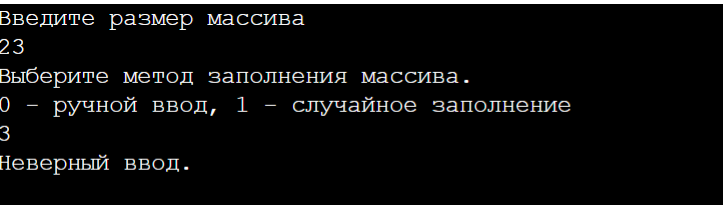 Введите размер массива
23
Выберите метод заполнения массива.
0 - ручной ввод, 1 - случайное заполнение
3
Неверный ввод.